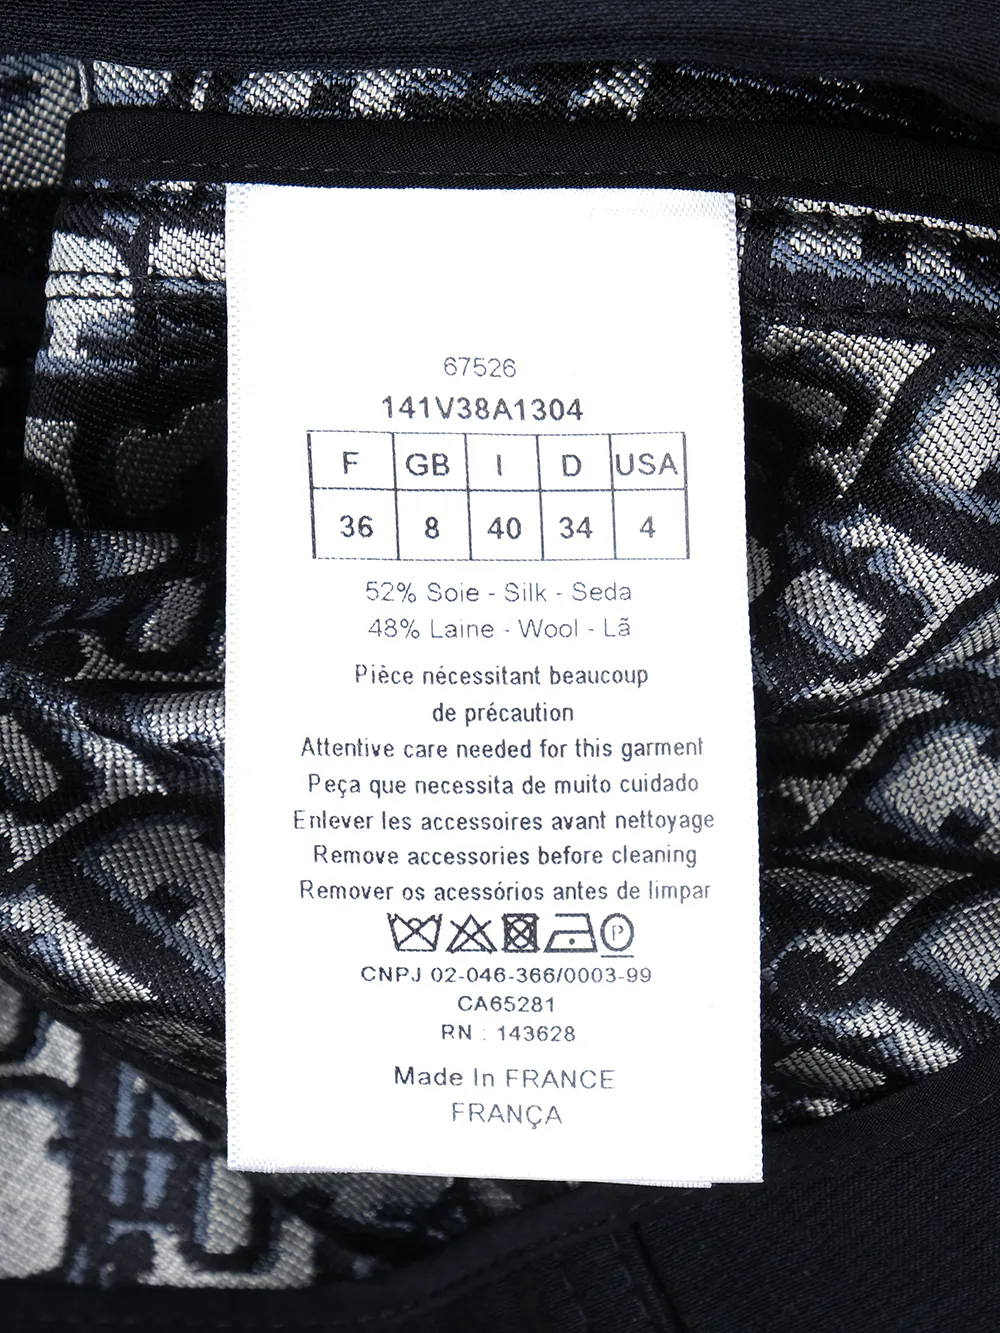 67526
141V38A1304
F GB I D USA
36 8 40 34 4
52% Soie - Silk - Seda
48% Laine - Wool - Lã
Pièce nécessitant beaucoup
de précaution
Attentive care needed for this garment
Peça que necessita de muito cuidado
Enlever les accessoires avant nettoyage
Remove accessories before cleaning
Remover os acessórios antes de limpar
P
CNPJ 02-046-366/0003-99
CA65281
RN : 143628
Made In FRANCE
FRANÇA